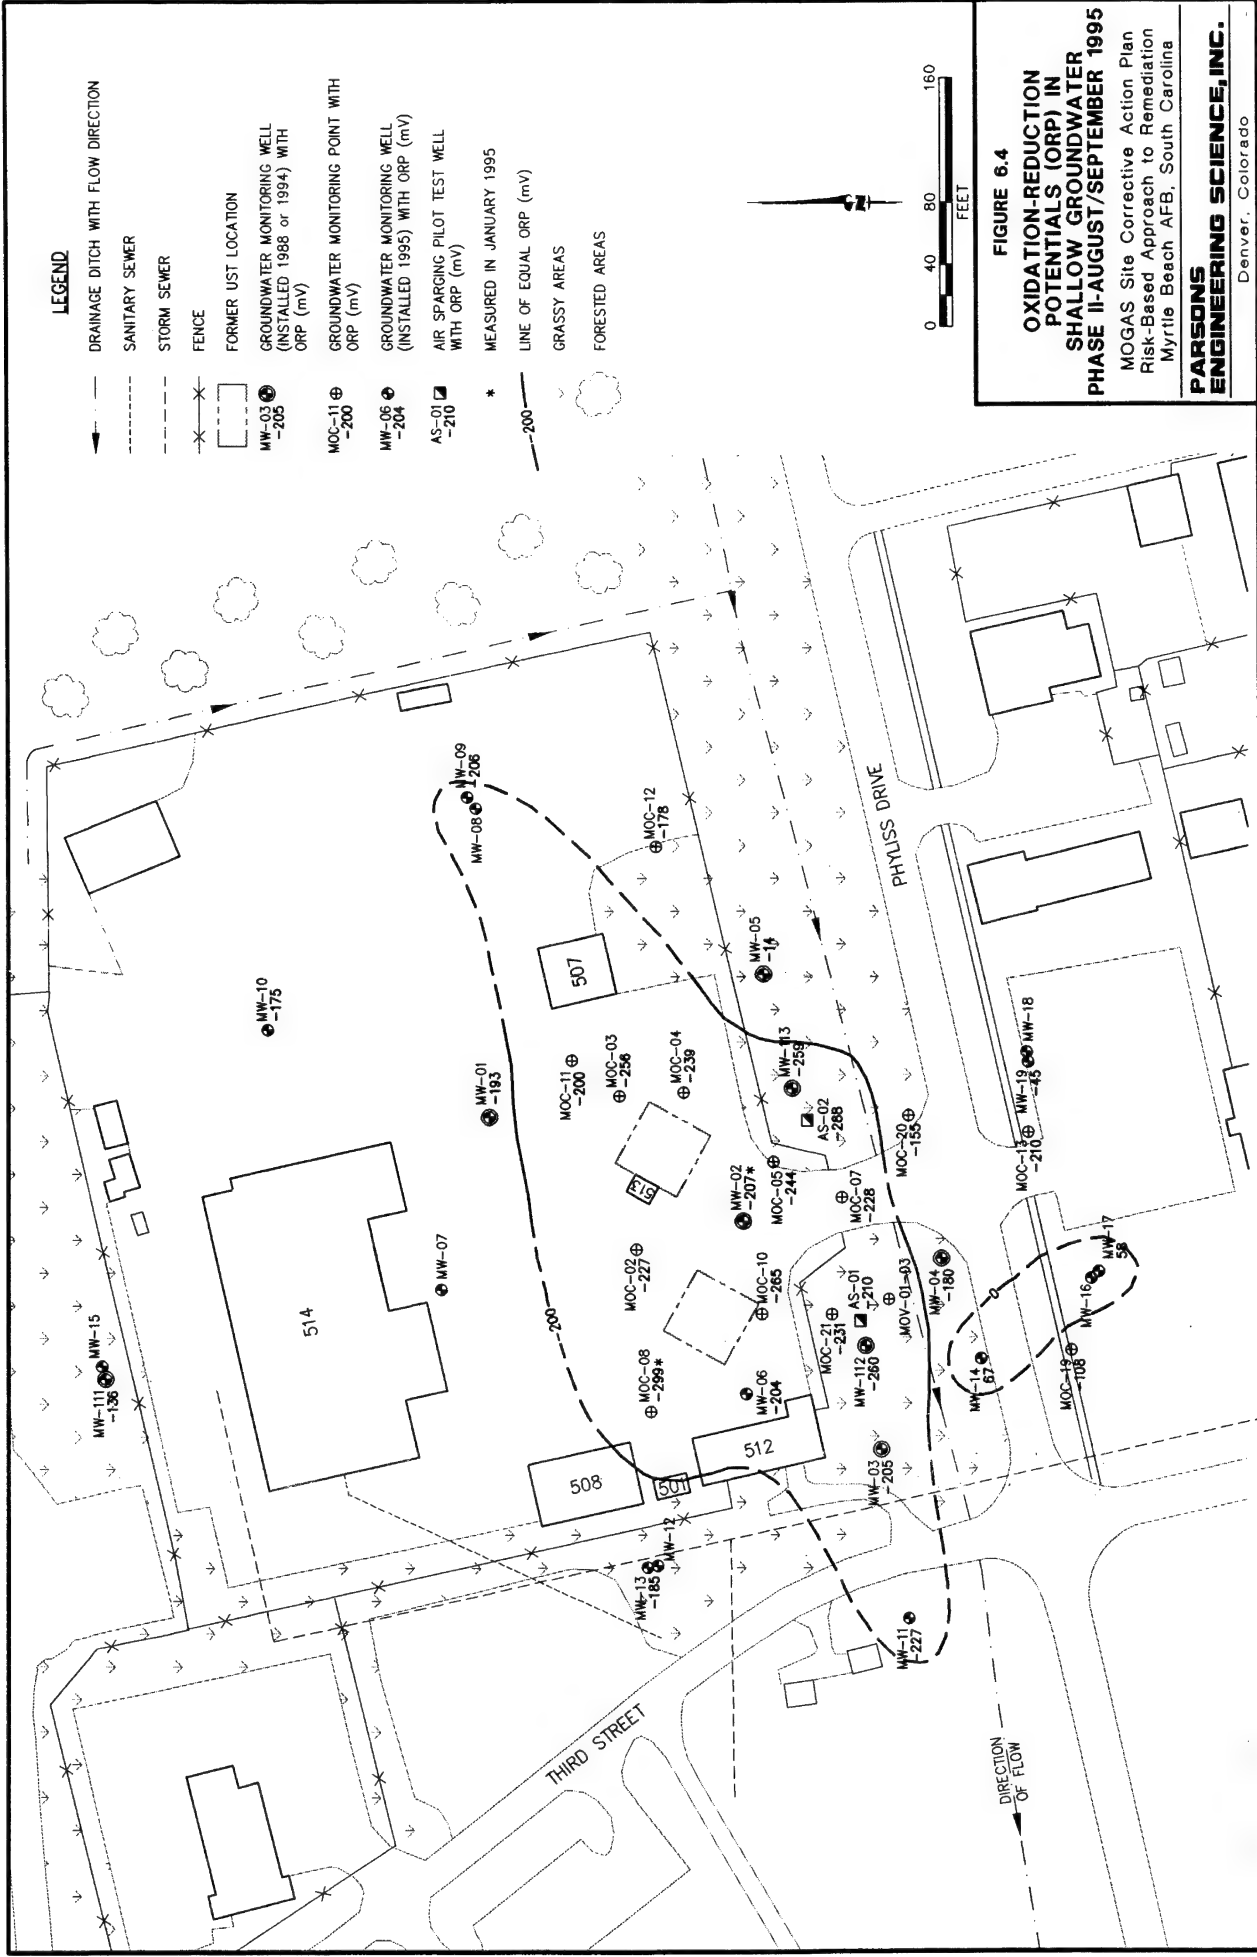 LEGEND
DRAINAGE DITCH WITH FLOW DIRECTION
SANITARY SEWER
STORM SEWER
FENCE
FORMER UST LOCATION
MW-03
-205
GROUNDWATER MONITORING WELL
(INSTALLED 1988 or 1994) WITH
ORP (mV)
MOC-11
-200
GROUNDWATER MONITORING POINT WITH
ORP (mV)
MW-06
-204
GROUNDWATER MONITORING WELL
(INSTALLED 1995) WITH ORP (mV)
AS-01
-210
AIR SPARGING PILOT TEST WELL
WITH ORP (mV)
*
MEASURED IN JANUARY 1995
-200
LINE OF EQUAL ORP (mV)
GRASSY AREAS
FORESTED AREAS
0 40 80 160
FEET
FIGURE 6.4
OXIDATION-REDUCTION
POTENTIALS (ORP) IN
SHALLOW GROUNDWATER
PHASE II-AUGUST/SEPTEMBER 1995
MOGAS Site Corrective Action Plan
Risk-Based Approach to Remediation
Myrtle Beach AFB, South Carolina
PARSONS
ENGINEERING SCIENCE, INC.
Denver, Colorado
MW-15
MW-111
-136
MW-10
-175
514
MW-07
MW-01
-193
MW-09
-206
MW-08
-200
507
MOC-11
-200
MOC-03
-256
MOC-04
-239
MOC-12
-178
513
MOC-02
-227
MOC-08
-299*
508
501
512
MW-13
-185
MW-12
MW-02
-207*
MOC-05
-244
MOC-10
-265
MW-06
-204
MW-05
-14
MW-113
-259
AS-02
-288
MOC-07
-228
MOC-21
-231
AS-01
-210
MW-112
-260
MW-03
-205
MOV-01-03
MW-04
-180
MOC-20
-155
MW-11
-227
PHYLISS DRIVE
THIRD STREET
MW-14
67
0
MOC-13
-210
MW-19
-45
MW-18
MW-16
MW-17
58
MOC-19
-108
DIRECTION
OF FLOW